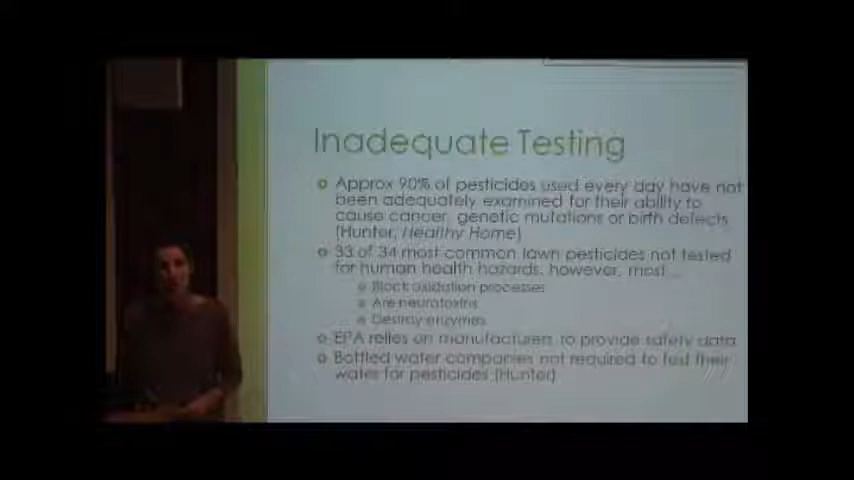 Inadequate Testing
Approx 90% of pesticides used every day have not
been adequately examined for their ability to
cause cancer, genetic mutations or birth defects
(Hunter, Healthy Home)
33 of 34 most common lawn pesticides not tested
for human health hazards, however, most...
Block oxidation processes
Are neurotoxins
Destroy enzymes
EPA relies on manufacturers to provide safety data
Bottled water companies not required to test their
water for pesticides (Hunter)